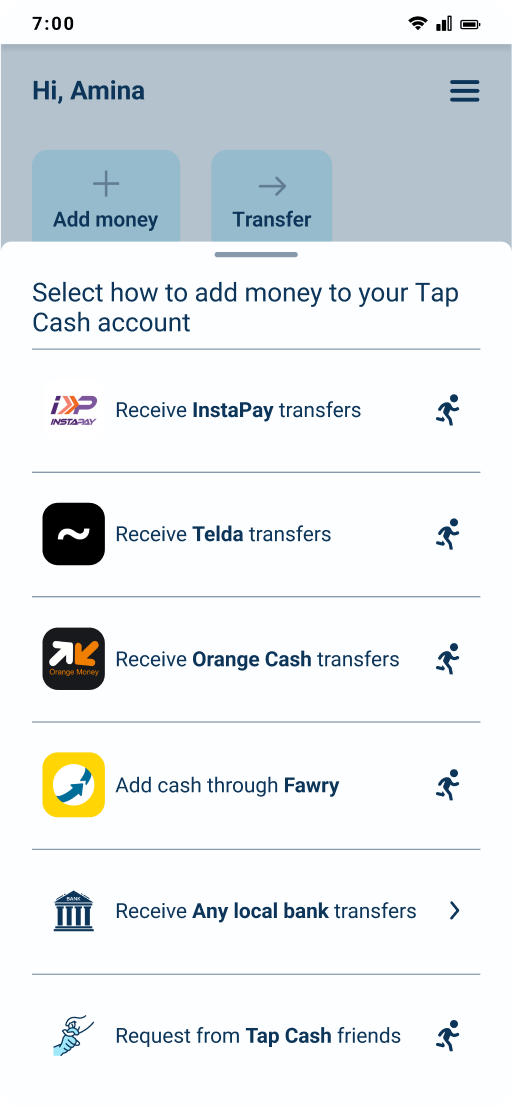 7:00
Hi, Amina
Add money
Transfer
Select how to add money to your Tap
Cash account
INSTAPAY
Receive InstaPay transfers
Receive Telda transfers
Orange Money
Receive Orange Cash transfers
Add cash through Fawry
BANK
Receive Any local bank transfers
Request from Tap Cash friends